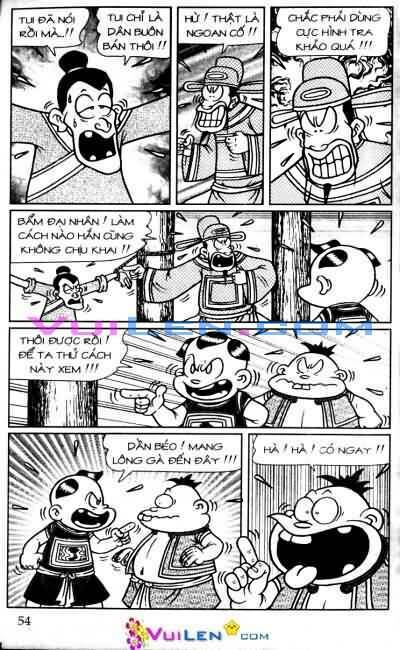 TUI ĐÃ NÓI
RỒI MÀ..!!
TUI CHỈ LÀ
DÂN BUÔN
BÁN THÔI !!
HỪ ! THẬT LÀ
NGOAN CỐ !!
CHẮC PHẢI DÙNG
CỰC HÌNH TRA
KHẢO QUÁ !!!
BẨM ĐẠI NHÂN ! LÀM
CÁCH NÀO HẮN CŨNG
KHÔNG CHỊU KHAI !!
VUILEN.COM
THÔI ĐƯỢC RỒI !
ĐỂ TA THỬ CÁCH
NÀY XEM !!!
DẦN BÉO ! MANG
LÔNG GÀ ĐẾN ĐÂY !!!
HÀ ! HÀ ! CÓ NGAY !!
54
VUILEN.COM